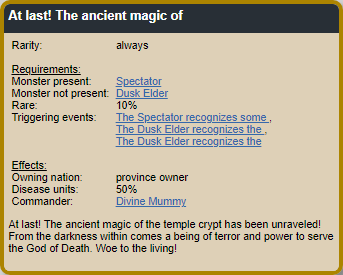 At last! The ancient magic of
Rarity: always
Requirements:
Monster present: Spectator
Monster not present: Dusk Elder
Rare: 10%
Triggering events: The Spectator recognizes some ,
The Dusk Elder recognizes the ,
The Dusk Elder recognizes the
Effects:
Owning nation: province owner
Disease units: 50%
Commander: Divine Mummy
At last! The ancient magic of the temple crypt has been unraveled!
From the darkness within comes a being of terror and power to serve
the God of Death. Woe to the living!